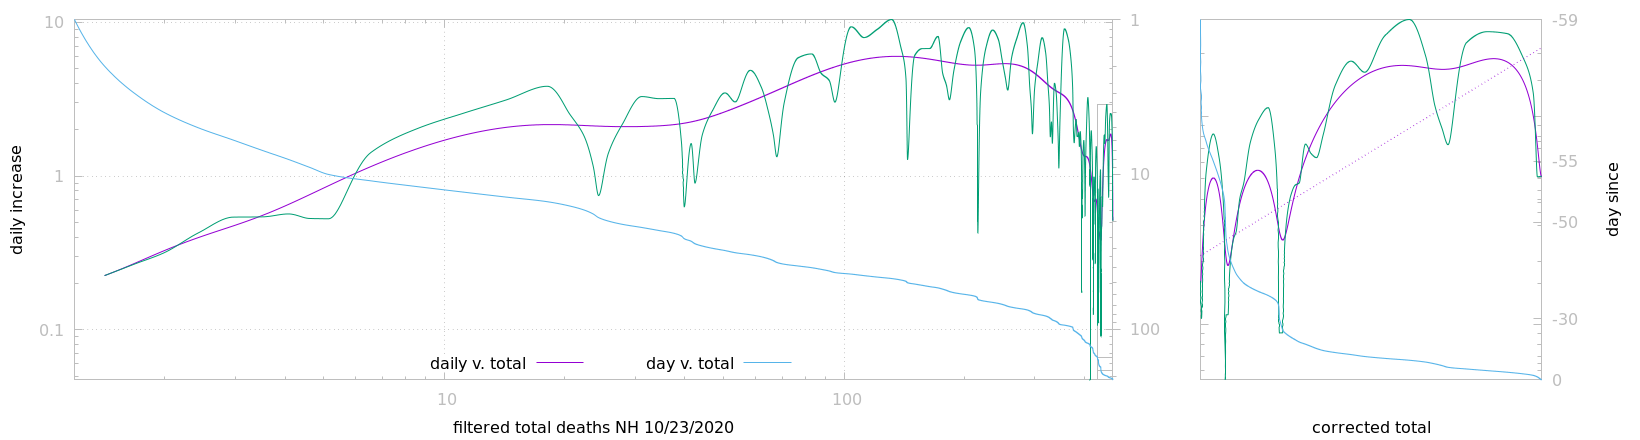 10
1
0.1
daily increase
daily v. total
day v. total
10
100
filtered total deaths NH 10/23/2020
1
10
100
-59
-55
-50
-30
0
day since
corrected total